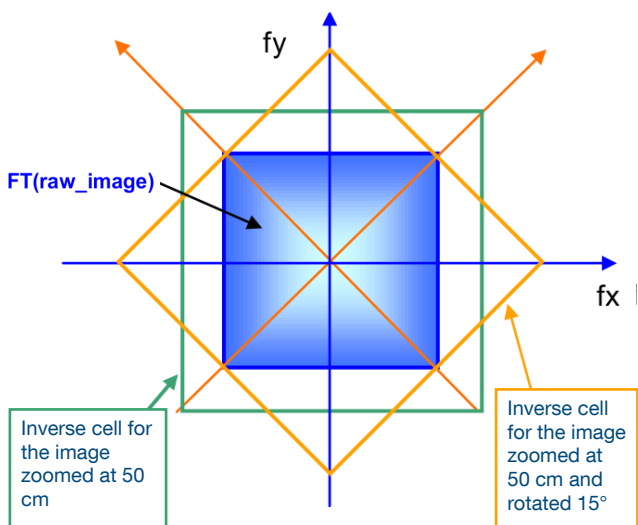 fy
FT(raw_image)
fx
Inverse cell for
the image
zoomed at 50
cm
Inverse cell
for the image
zoomed at
50 cm and
rotated 15°